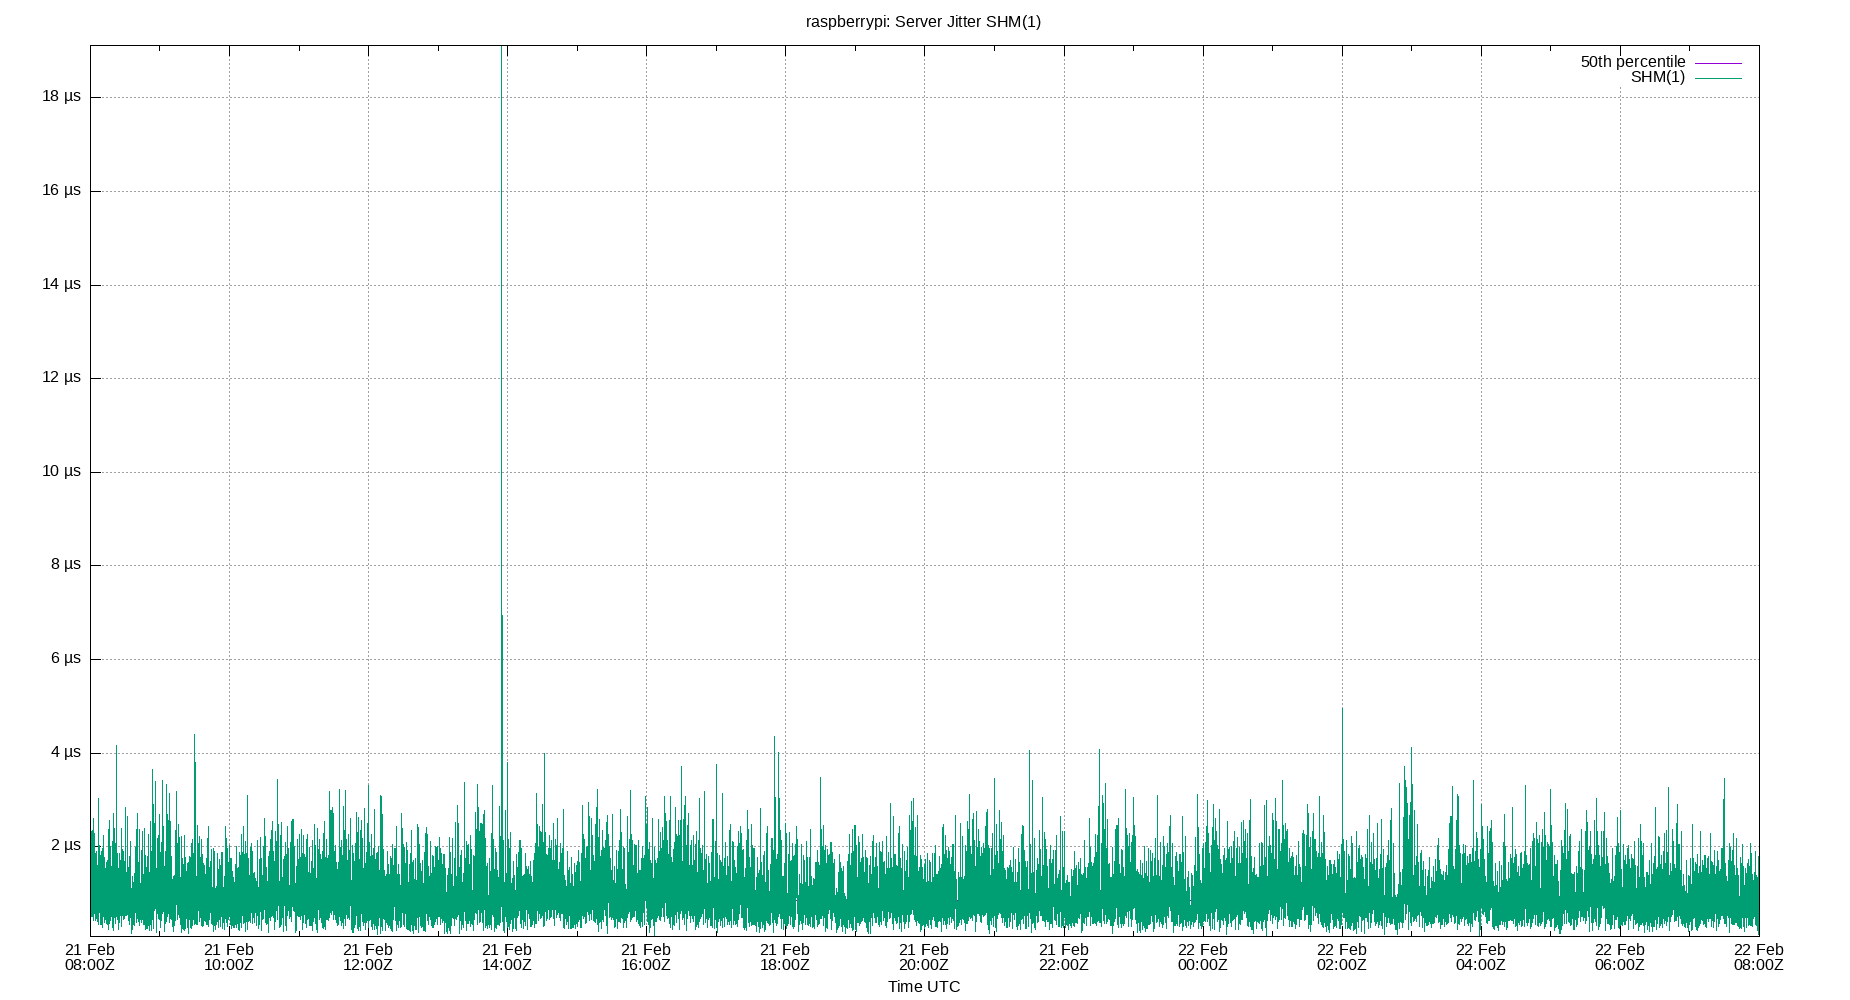 raspberrypi: Server Jitter SHM(1)
50th percentile
SHM(1)
18 µs
16 µs
14 µs
12 µs
10 µs
8 µs
6 µs
4 µs
2 µs
21 Feb 21 Feb 21 Feb 21 Feb 21 Feb 21 Feb 21 Feb 21 Feb 22 Feb 22 Feb 22 Feb 22 Feb 22 Feb
08:00Z 10:00Z 12:00Z 14:00Z 16:00Z 18:00Z 20:00Z 22:00Z 00:00Z 02:00Z 04:00Z 06:00Z 08:00Z
Time UTC